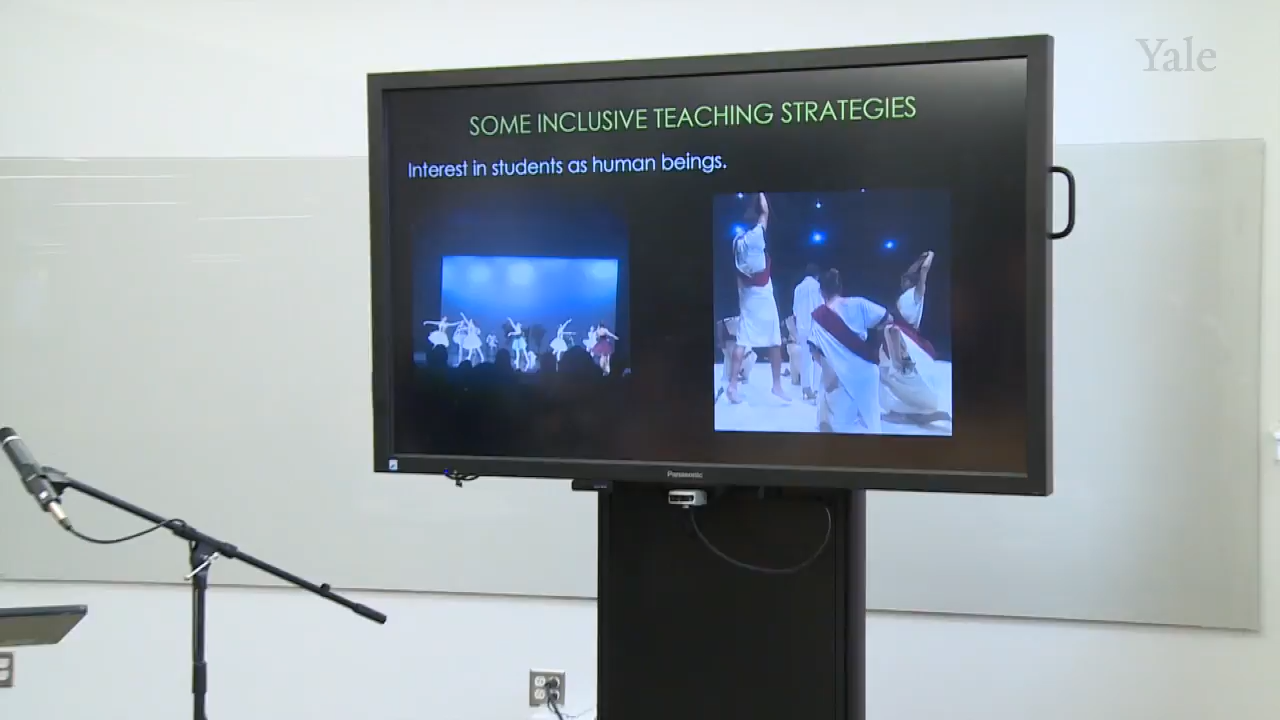 Yale
SOME INCLUSIVE TEACHING STRATEGIES
Interest in students as human beings.
Panasonic